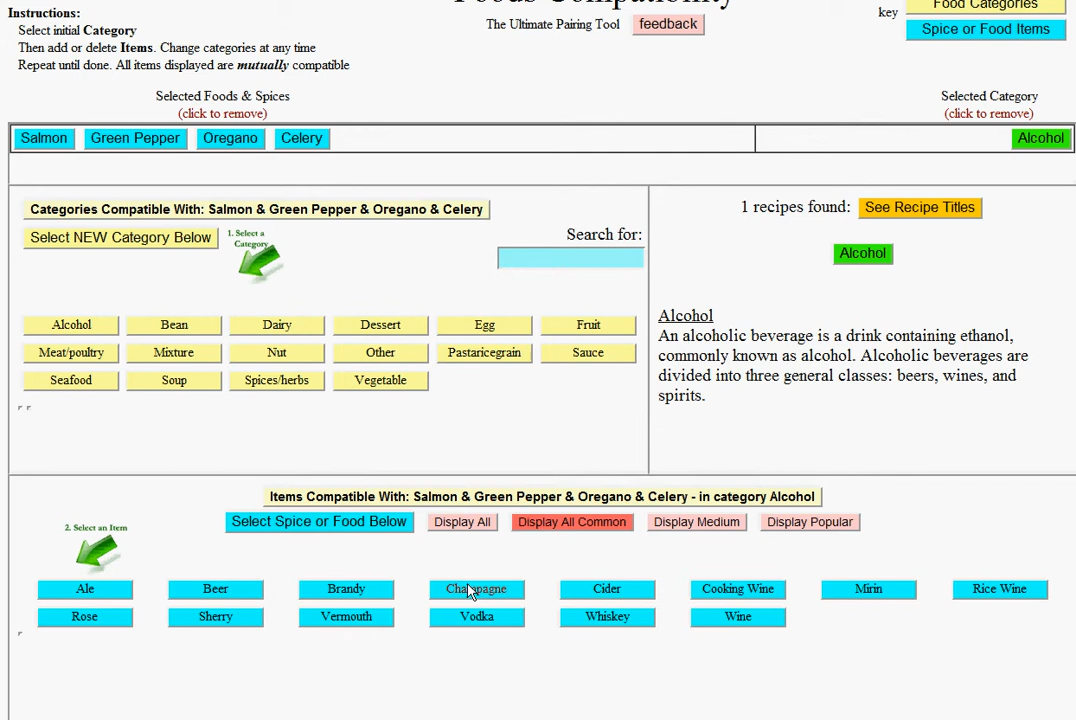 Foods Compatibility
Instructions:
Select initial Category
Then add or delete Items. Change categories at any time
Repeat until done. All items displayed are mutually compatible
The Ultimate Pairing Tool feedback
key Food Categories
Spice or Food Items
Selected Foods & Spices
(click to remove)
Selected Category
(click to remove)
Salmon Green Pepper Oregano Celery Alcohol
Categories Compatible With: Salmon & Green Pepper & Oregano & Celery
Select NEW Category Below
1. Select a
Category
Search for:
Alcohol Bean Dairy Dessert Egg Fruit
Meat/poultry Mixture Nut Other Pastaricegrain Sauce
Seafood Soup Spices/herbs Vegetable
1 recipes found: See Recipe Titles
Alcohol
Alcohol
An alcoholic beverage is a drink containing ethanol,
commonly known as alcohol. Alcoholic beverages are
divided into three general classes: beers, wines, and
spirits.
Items Compatible With: Salmon & Green Pepper & Oregano & Celery - in category Alcohol
Select Spice or Food Below Display All Display All Common Display Medium Display Popular
2. Select an Item
Ale Beer Brandy Champagne Cider Cooking Wine Mirin Rice Wine
Rose Sherry Vermouth Vodka Whiskey Wine